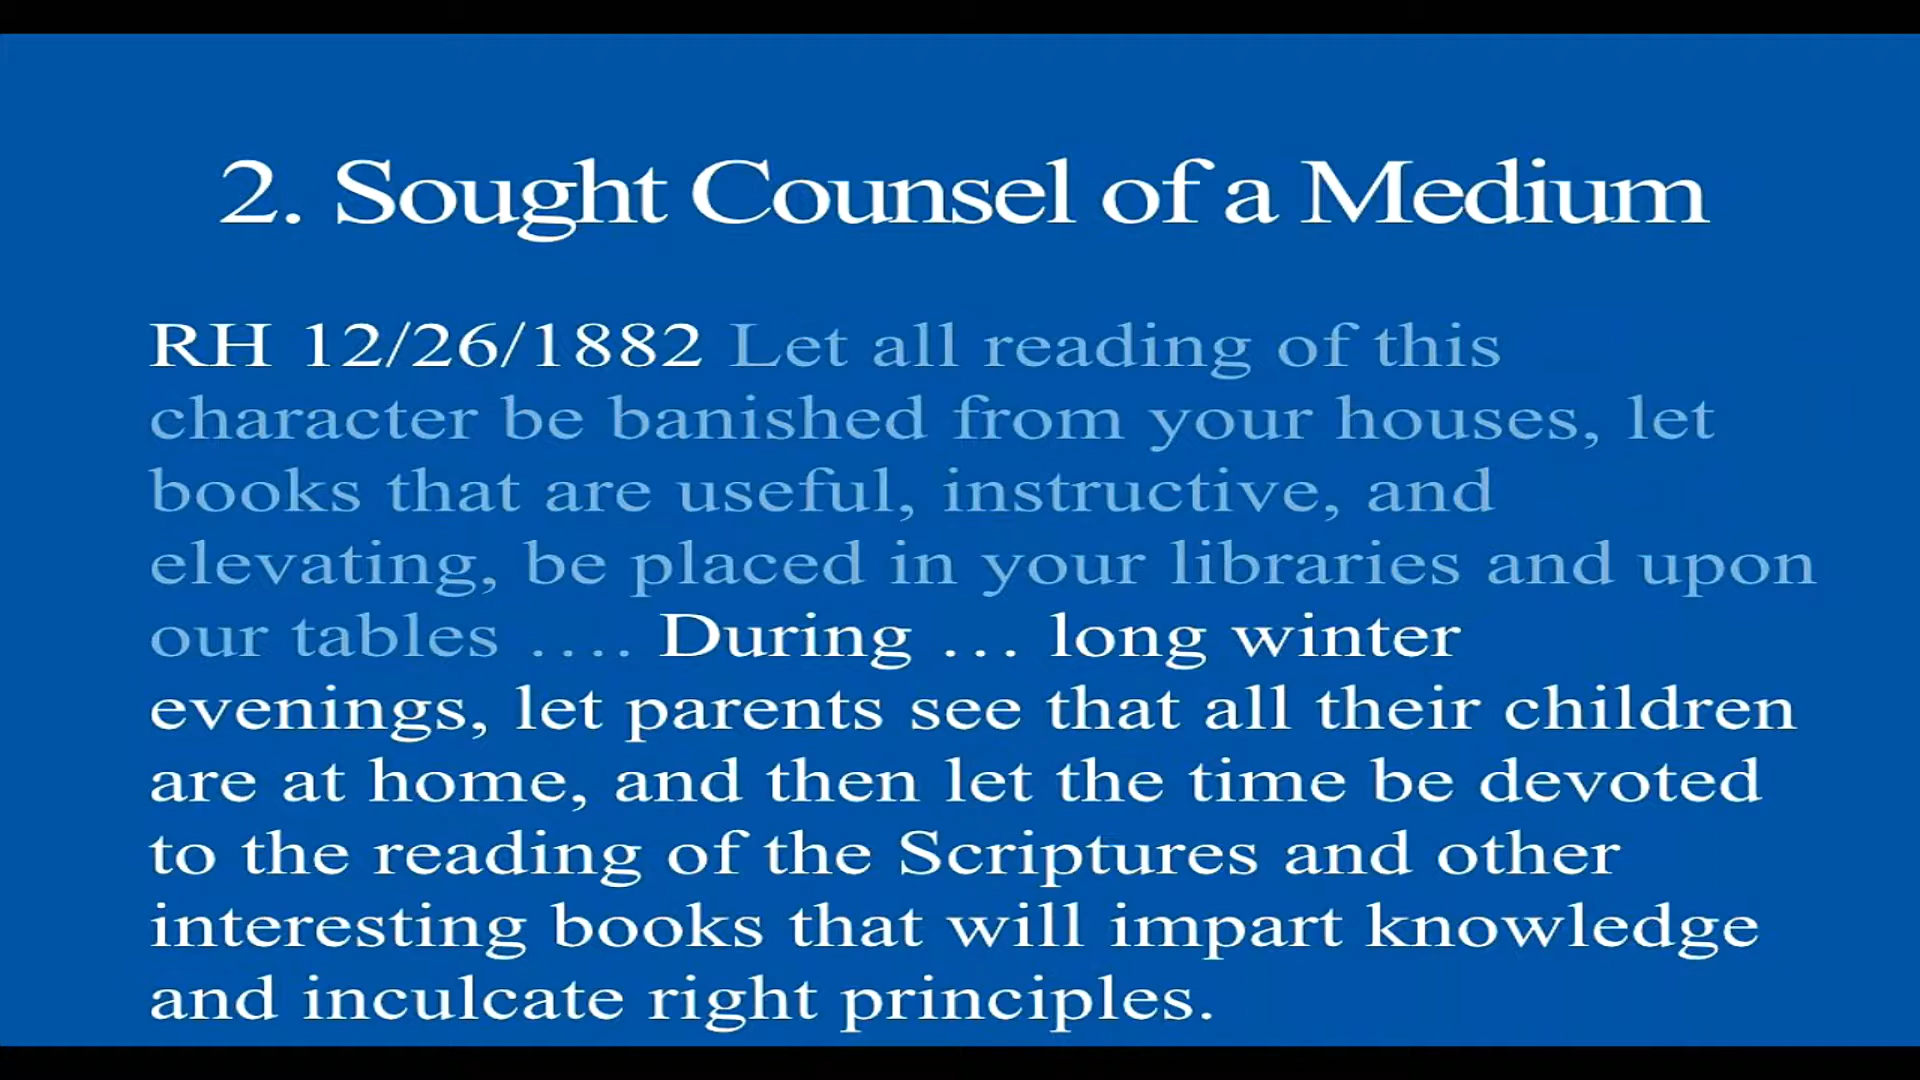 2. Sought Counsel of a Medium
RH 12/26/1882 Let all reading of this
character be banished from your houses, let
books that are useful, instructive, and
elevating, be placed in your libraries and upon
our tables …. During … long winter
evenings, let parents see that all their children
are at home, and then let the time be devoted
to the reading of the Scriptures and other
interesting books that will impart knowledge
and inculcate right principles.